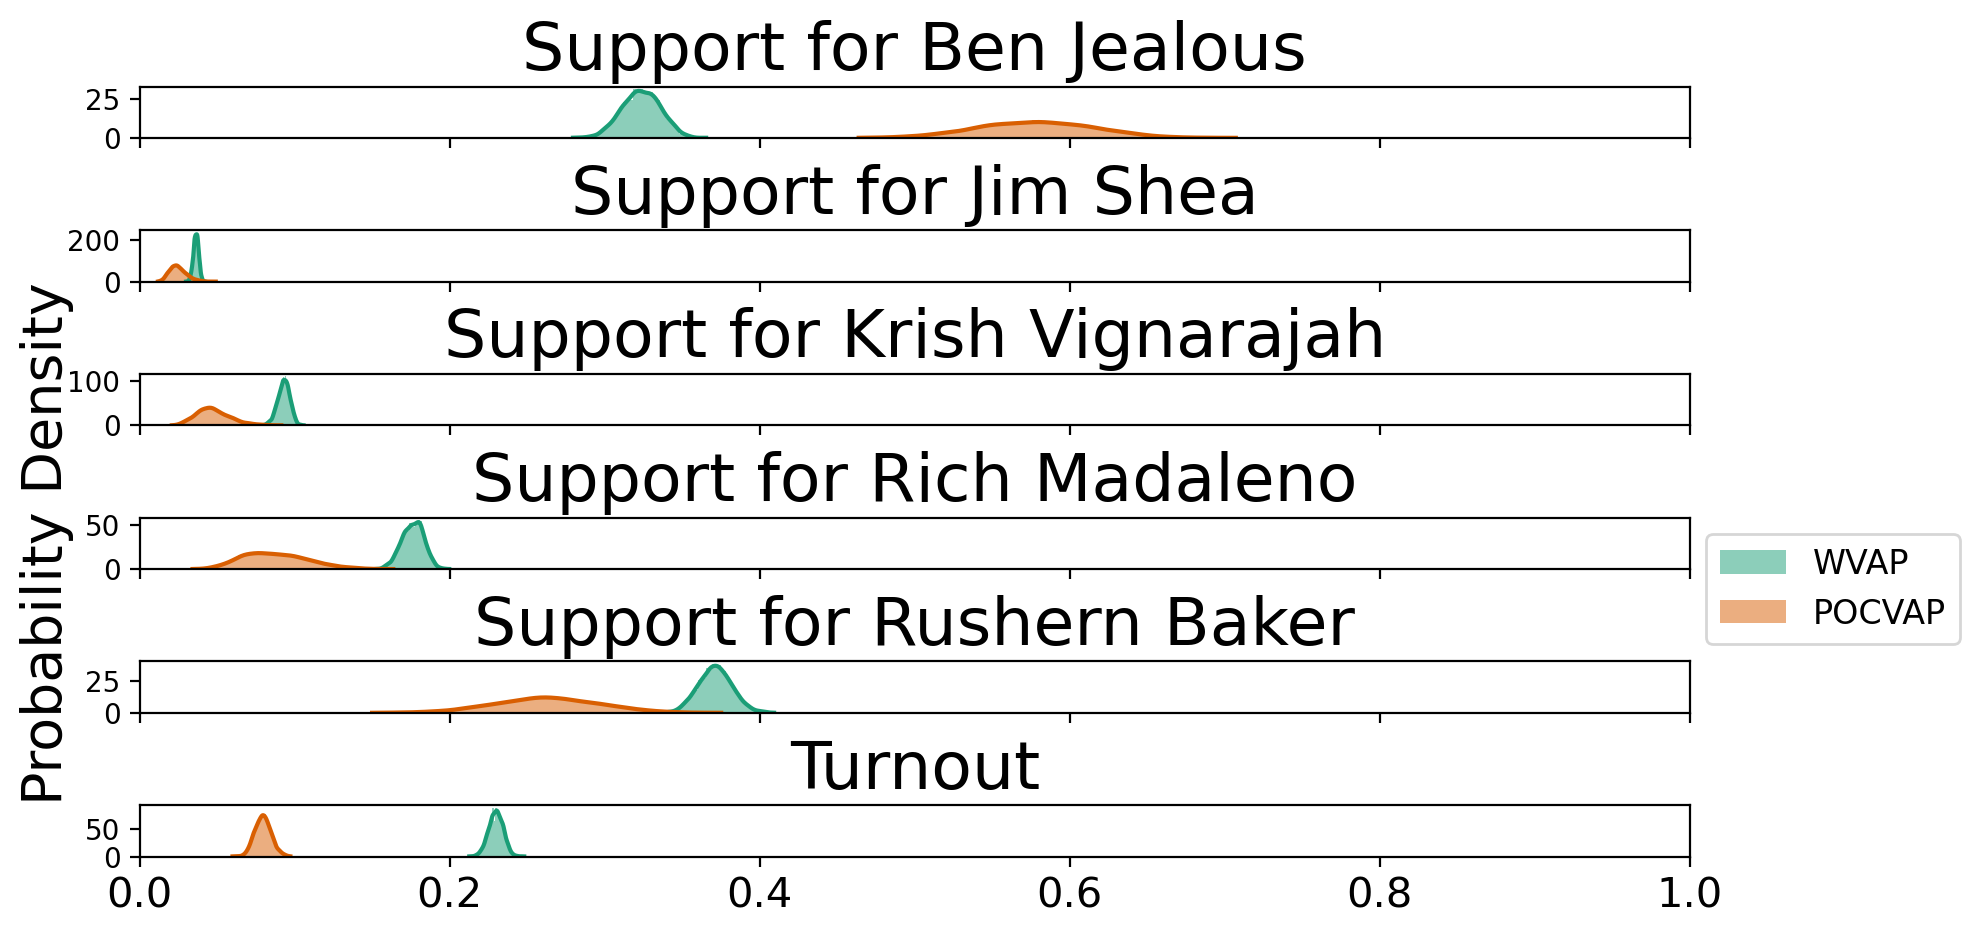 Support for Ben Jealous
25
0
Support for Jim Shea
200
0
Support for Krish Vignarajah
100
0
Support for Rich Madaleno
50
0
Support for Rushern Baker
25
0
Turnout
50
0
0.0 0.2 0.4 0.6 0.8 1.0
Probability Density
WVAP
POCVAP